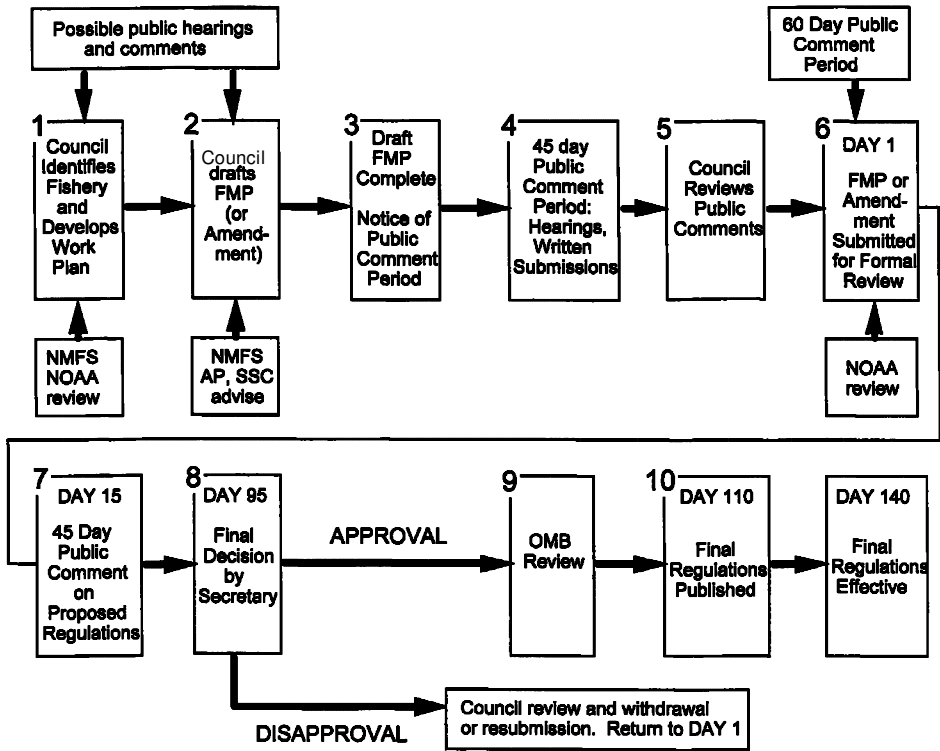 Possible public hearings
and comments
60 Day Public
Comment
Period
1
Council
Identifies
Fishery
and
Develops
Work
Plan
2
Council
drafts
FMP
(or
Amend-
ment)
3
Draft
FMP
Complete
Notice of
Public
Comment
Period
4
45 day
Public
Comment
Period:
Hearings,
Written
Submissions
5
Council
Reviews
Public
Comments
6
DAY 1
FMP or
Amend-
ment
Submitted
for Formal
Review
NMFS
NOAA
review
NMFS
AP, SSC
advise
NOAA
review
7
DAY 15
45 Day
Public
Comment
on
Proposed
Regulations
8
DAY 95
Final
Decision
by
Secretary
APPROVAL
9
OMB
Review
10
DAY 110
Final
Regulations
Published
DAY 140
Final
Regulations
Effective
DISAPPROVAL
Council review and withdrawal
or resubmission. Return to DAY 1